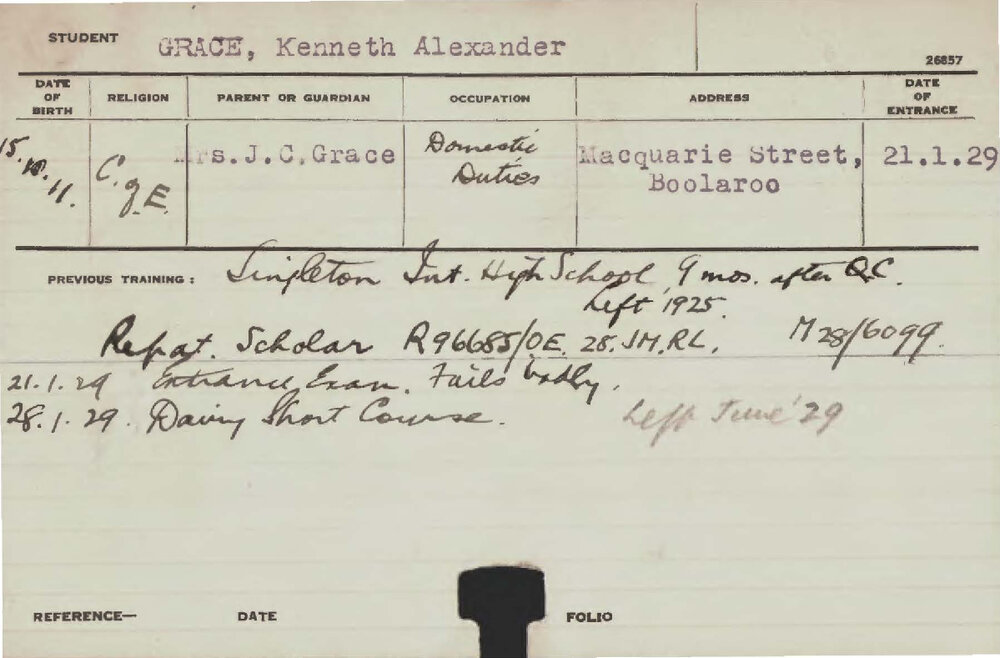 STUDENT GRACE, Kenneth Alexander
26857
DATE OF BIRTH RELIGION PARENT OR GUARDIAN OCCUPATION ADDRESS DATE OF ENTRANCE
15.10.11. C. of E. Mrs.J.C.Grace Domestic Duties Macquarie Street, Boolaroo 21.1.29
PREVIOUS TRAINING: Singleton Int. High School 9 mos. after Q.C.
Left 1925.
Repat. Scholar R96685/OE. 28.JM.RL. M28/6099.
21.1.29 Entrance Exam. Fails badly.
28.1.29. Dairy Short Course. Left June '29
REFERENCE— DATE FOLIO